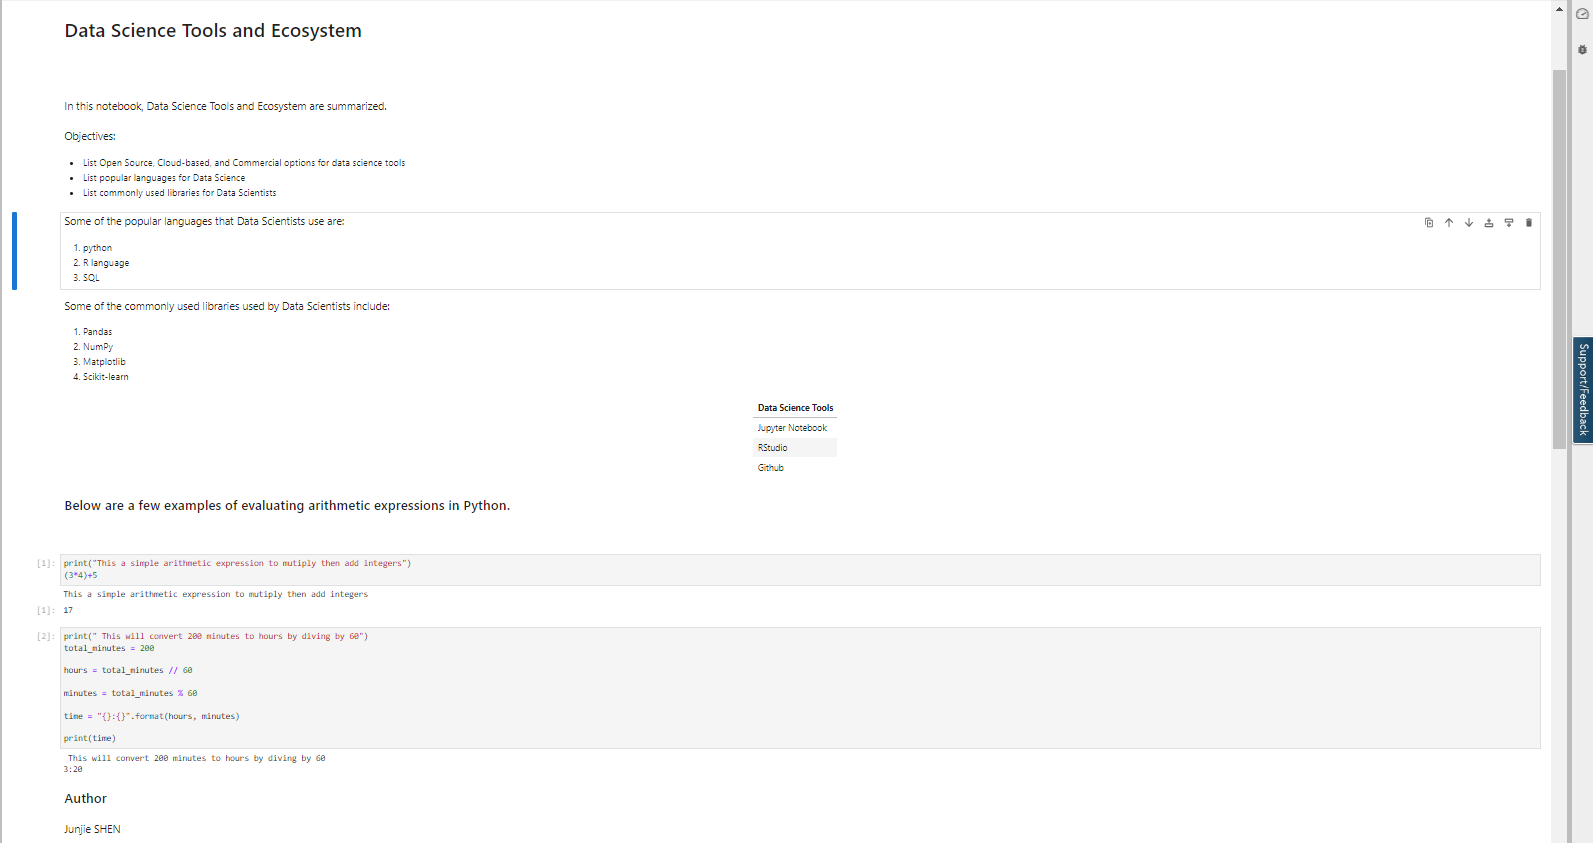 Data Science Tools and Ecosystem
In this notebook, Data Science Tools and Ecosystem are summarized.
Objectives:
• List Open Source, Cloud-based, and Commercial options for data science tools
• List popular languages for Data Science
• List commonly used libraries for Data Scientists
Some of the popular languages that Data Scientists use are:
1. python
2. R language
3. SQL
Some of the commonly used libraries used by Data Scientists include:
1. Pandas
2. NumPy
3. Matplotlib
4. Scikit-learn
Data Science Tools
Jupyter Notebook
RStudio
Github
Below are a few examples of evaluating arithmetic expressions in Python.
[1]: print("This a simple arithmetic expression to mutiply then add integers")
(3*4)+5
This a simple arithmetic expression to mutiply then add integers
[1]: 17
[2]: print(" This will convert 200 minutes to hours by diving by 60")
total_minutes = 200
hours = total_minutes // 60
minutes = total_minutes % 60
time = "{}:{}".format(hours, minutes)
print(time)
This will convert 200 minutes to hours by diving by 60
3:20
Author
Junjie SHEN
Support/Feedback